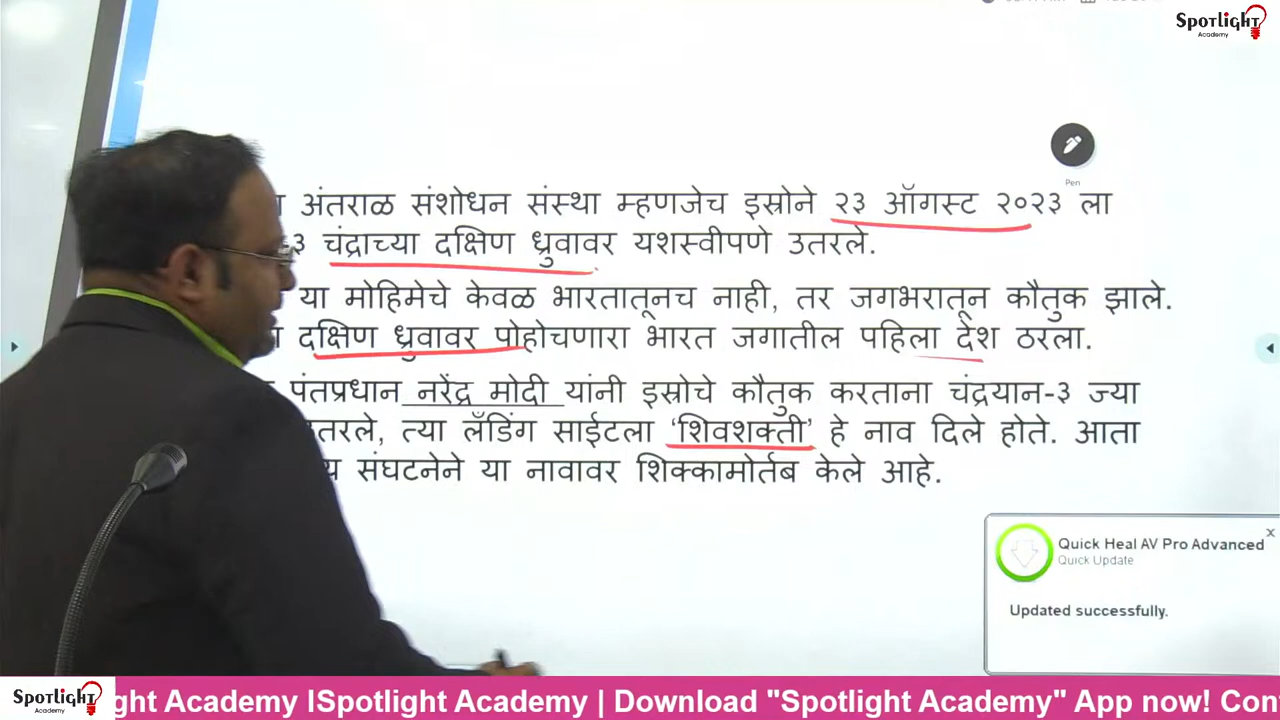 Spotlight
Academy
Pen
अंतराळ संशोधन संस्था म्हणजेच इस्रोने २३ ऑगस्ट २०२३ ला
३ चंद्राच्या दक्षिण ध्रुवावर यशस्वीपणे उतरले.
या मोहिमेचे केवळ भारतातूनच नाही, तर जगभरातून कौतुक झाले.
दक्षिण ध्रुवावर पोहोचणारा भारत जगातील पहिला देश ठरला.
पंतप्रधान नरेंद्र मोदी यांनी इस्रोचे कौतुक करताना चंद्रयान-३ ज्या
तरले, त्या लँडिंग साईटला ‘शिवशक्ती’ हे नाव दिले होते. आता
य संघटनेने या नावावर शिक्कामोर्तब केले आहे.
Quick Heal AV Pro Advanced x
Quick Update
Updated successfully.
Spotlight
Academy
ght Academy ISpotlight Academy | Download "Spotlight Academy" App now! Con